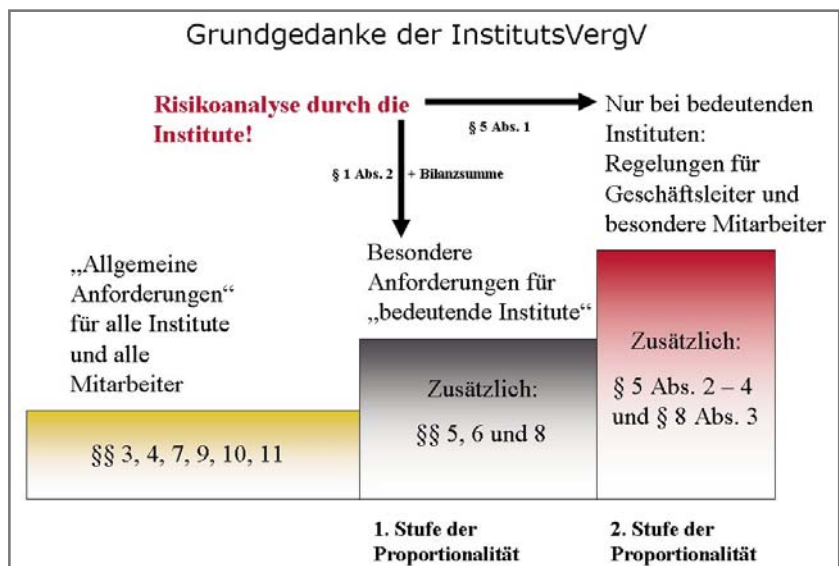 Grundgedanke der InstitutsVergV
Risikoanalyse durch die
Institute!
§ 5 Abs. 1
§ 1 Abs. 2 + Bilanzsumme
Nur bei bedeutenden
Instituten:
Regelungen für
Geschäftsleiter und
besondere Mitarbeiter
„Allgemeine
Anforderungen“
für alle Institute
und alle
Mitarbeiter
Besondere
Anforderungen für
„bedeutende Institute“
§§ 3, 4, 7, 9, 10, 11
Zusätzlich:
§§ 5, 6 und 8
Zusätzlich:
§ 5 Abs. 2 – 4
und § 8 Abs. 3
1. Stufe der
Proportionalität
2. Stufe der
Proportionalität